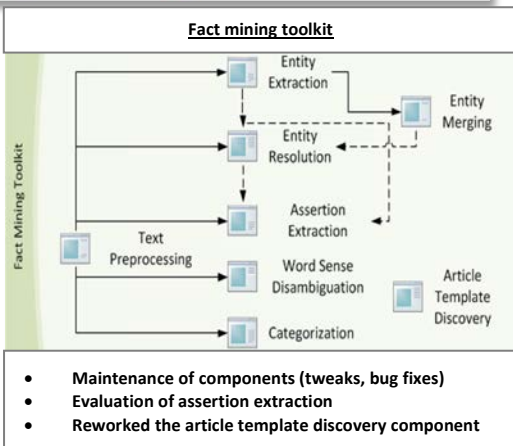 Fact mining toolkit
Fact Mining Toolkit
Entity
Extraction
Entity
Merging
Entity
Resolution
Assertion
Extraction
Text
Preprocessing
Word Sense
Disambiguation
Article
Template
Discovery
Categorization
• Maintenance of components (tweaks, bug fixes)
• Evaluation of assertion extraction
• Reworked the article template discovery component